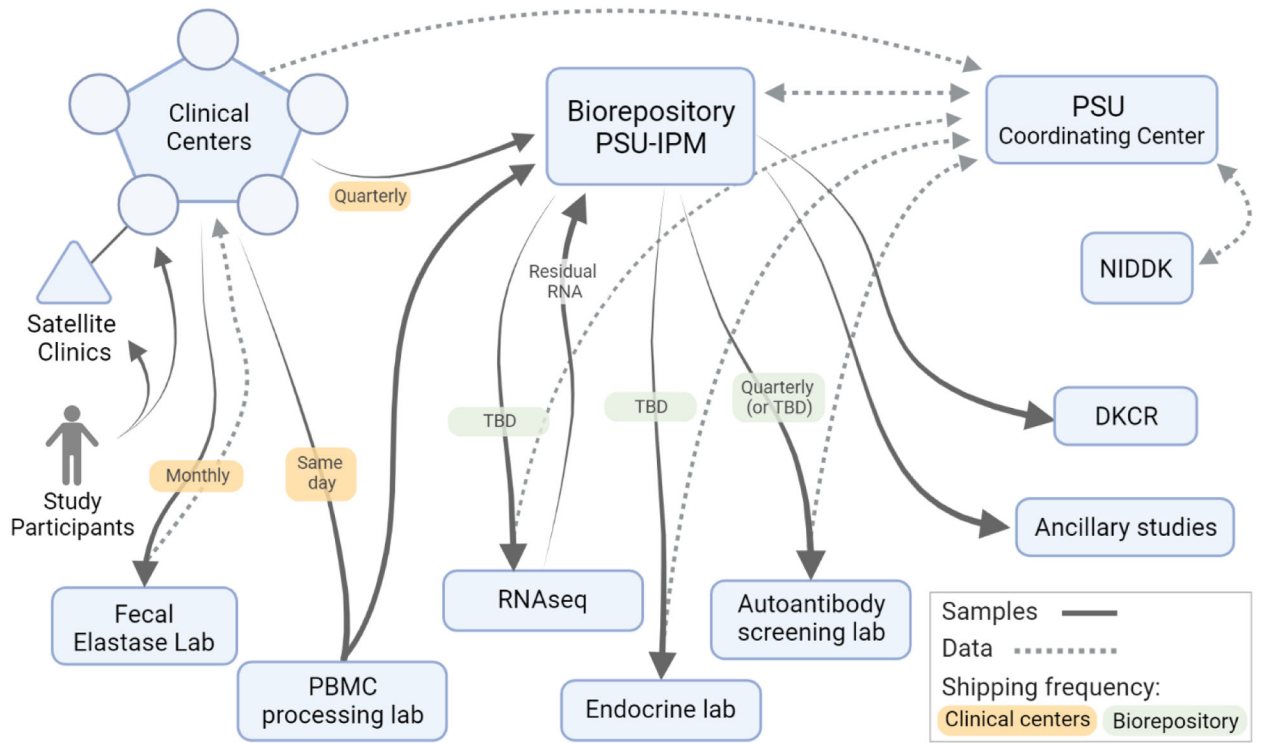 Clinical
Centers
Biorepository
PSU-IPM
PSU
Coordinating Center
Quarterly
NIDDK
Residual
RNA
Satellite
Clinics
TBD
TBD
Quarterly
(or TBD)
DKCR
Monthly
Same
day
Study
Participants
Ancillary studies
Fecal
Elastase Lab
RNAseq
Autoantibody
screening lab
PBMC
processing lab
Endocrine lab
Samples
Data
Shipping frequency:
Clinical centers
Biorepository